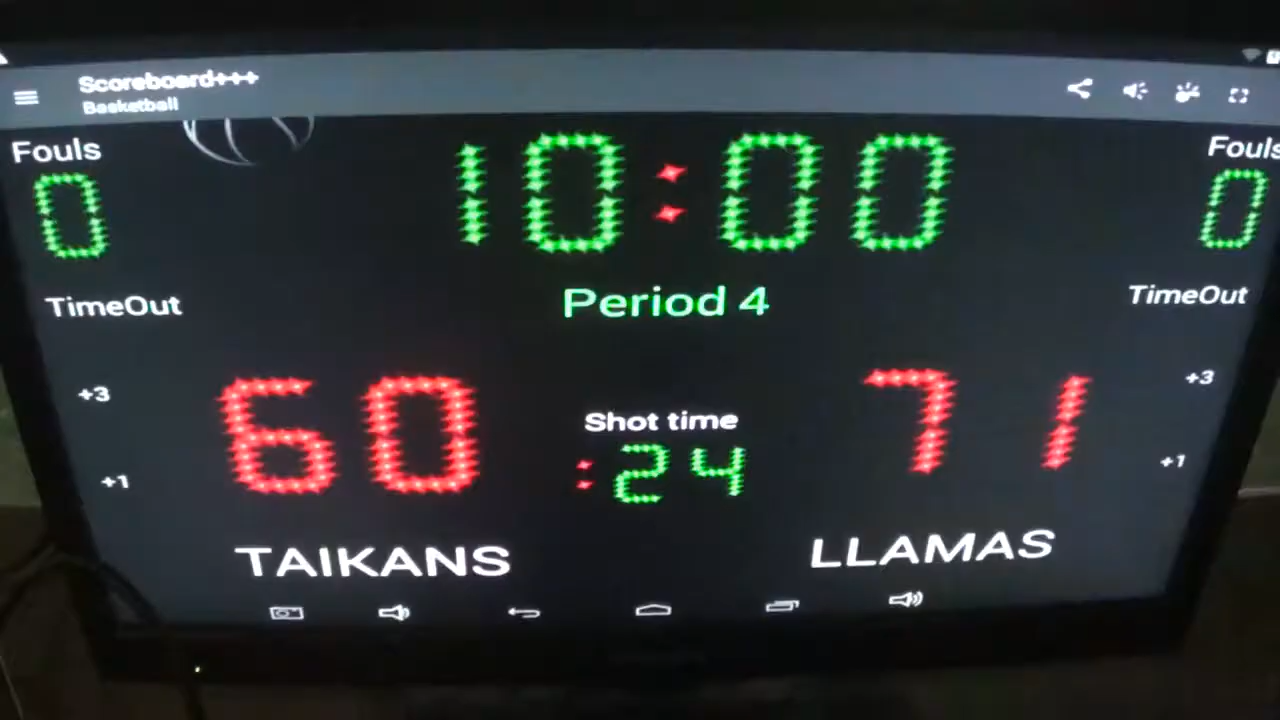 Scoreboard+++
Basketball
Fouls
0
10:00
Fouls
0
TimeOut
Period 4
TimeOut
+3
+1
60
Shot time
:24
71
+3
+1
TAIKANS
LLAMAS